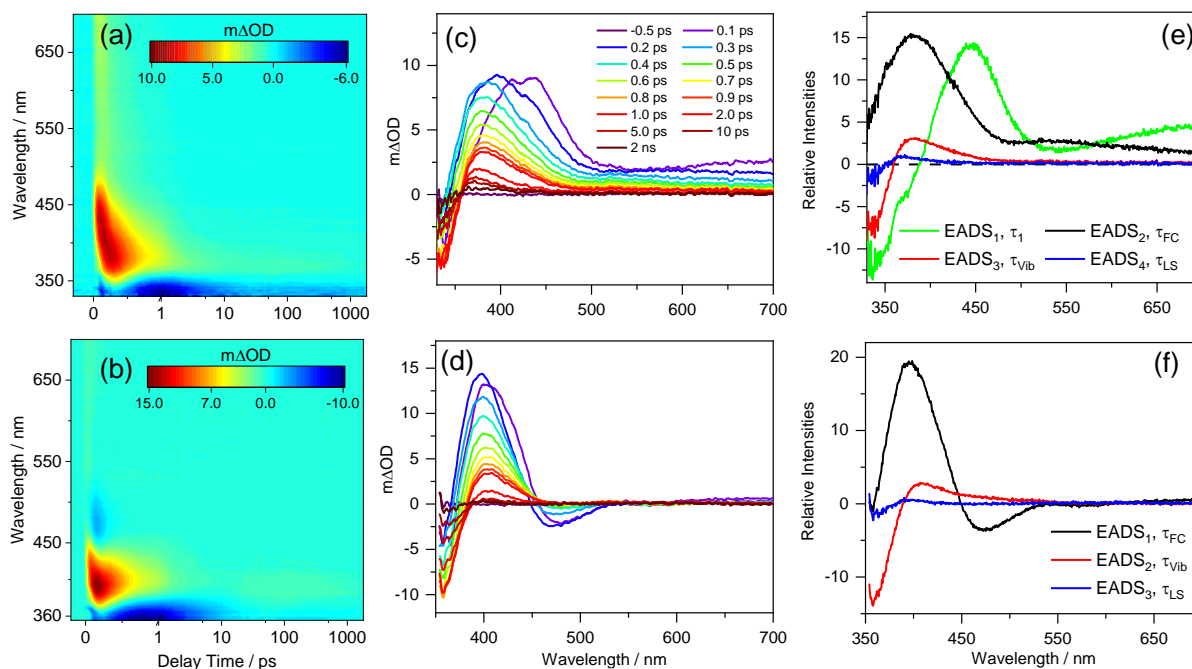 (a)
mΔOD
10.0 5.0 0.0 -6.0
650
550
450
350
Wavelength / nm
0 1 10 100 1000
(c)
-0.5 ps 0.1 ps
0.2 ps 0.3 ps
0.4 ps 0.5 ps
0.6 ps 0.7 ps
0.8 ps 0.9 ps
1.0 ps 2.0 ps
5.0 ps 10 ps
2 ns
10
5
0
-5
mΔOD
400 500 600 700
(e)
20
15
10
5
0
-5
-10
Relative Intensities
EADS1, τ1 EADS2, τFC
EADS3, τVib EADS4, τLS
350 450 550 650
(b)
mΔOD
15.0 7.0 0.0 -10.0
650
550
450
360
Wavelength / nm
0 1 10 100 1000
Delay Time / ps
(d)
15
10
5
0
-5
-10
mΔOD
400 500 600 700
Wavelength / nm
(f)
20
10
0
-10
Relative Intensities
EADS1, τFC
EADS2, τVib
EADS3, τLS
350 450 550 650
Wavelength / nm